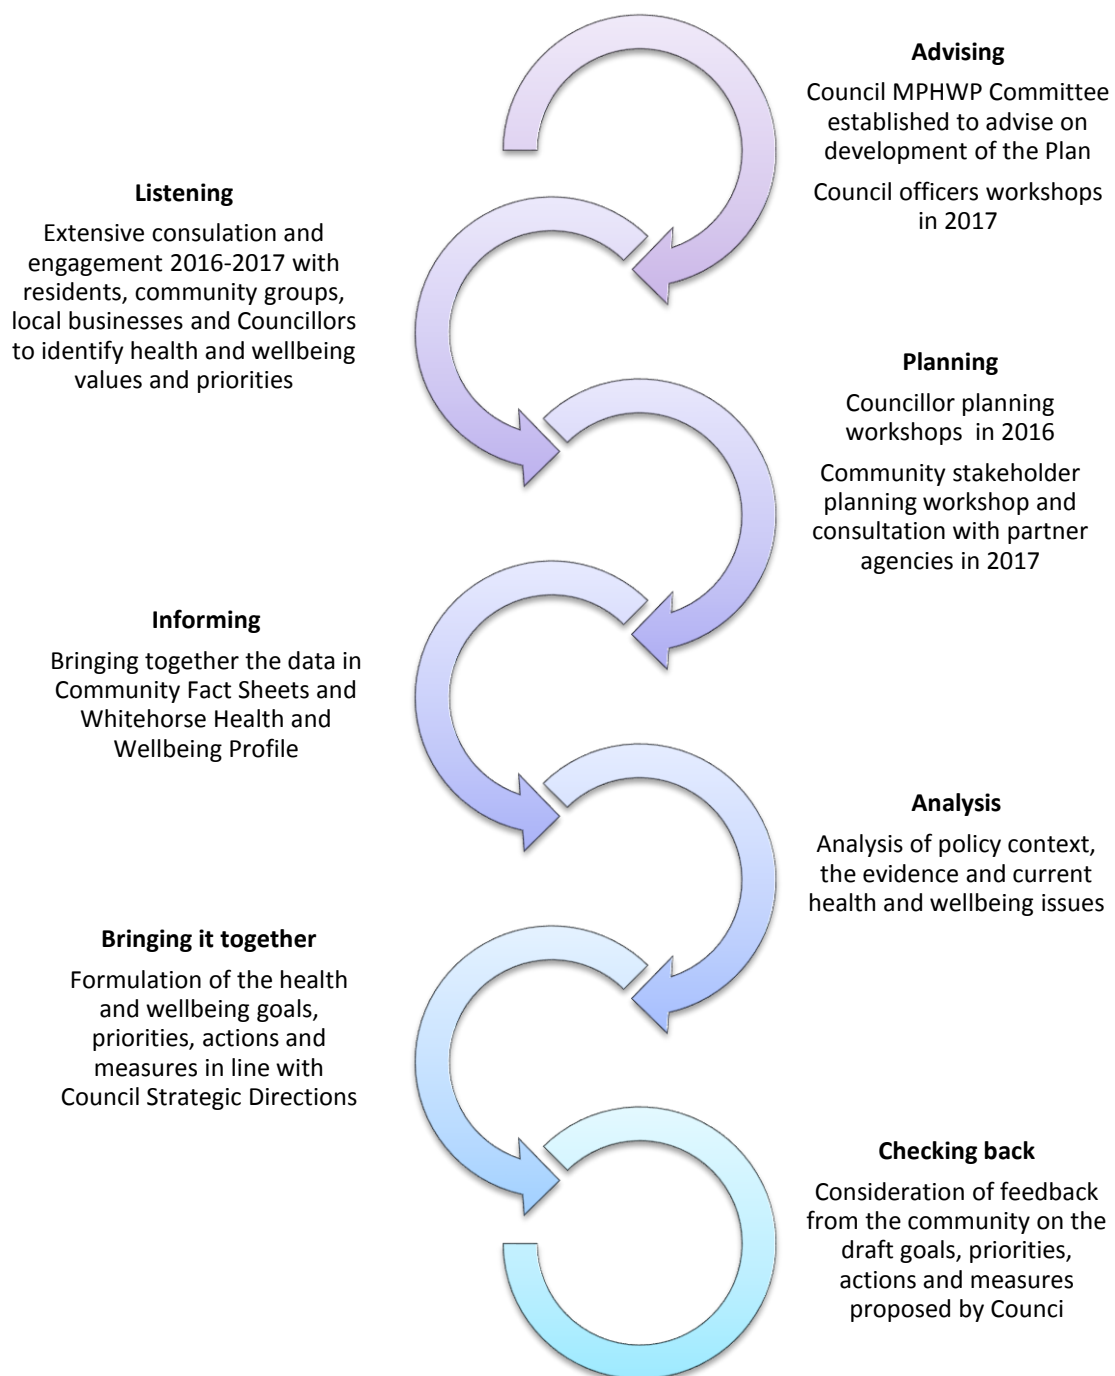 Advising
Council MPHWP Committee
established to advise on
development of the Plan
Council officers workshops
in 2017
Listening
Extensive consulation and
engagement 2016-2017 with
residents, community groups,
local businesses and Councillors
to identify health and wellbeing
values and priorities
Planning
Councillor planning
workshops in 2016
Community stakeholder
planning workshop and
consultation with partner
agencies in 2017
Informing
Bringing together the data in
Community Fact Sheets and
Whitehorse Health and
Wellbeing Profile
Analysis
Analysis of policy context,
the evidence and current
health and wellbeing issues
Bringing it together
Formulation of the health
and wellbeing goals,
priorities, actions and
measures in line with
Council Strategic Directions
Checking back
Consideration of feedback
from the community on the
draft goals, priorities,
actions and measures
proposed by Counci